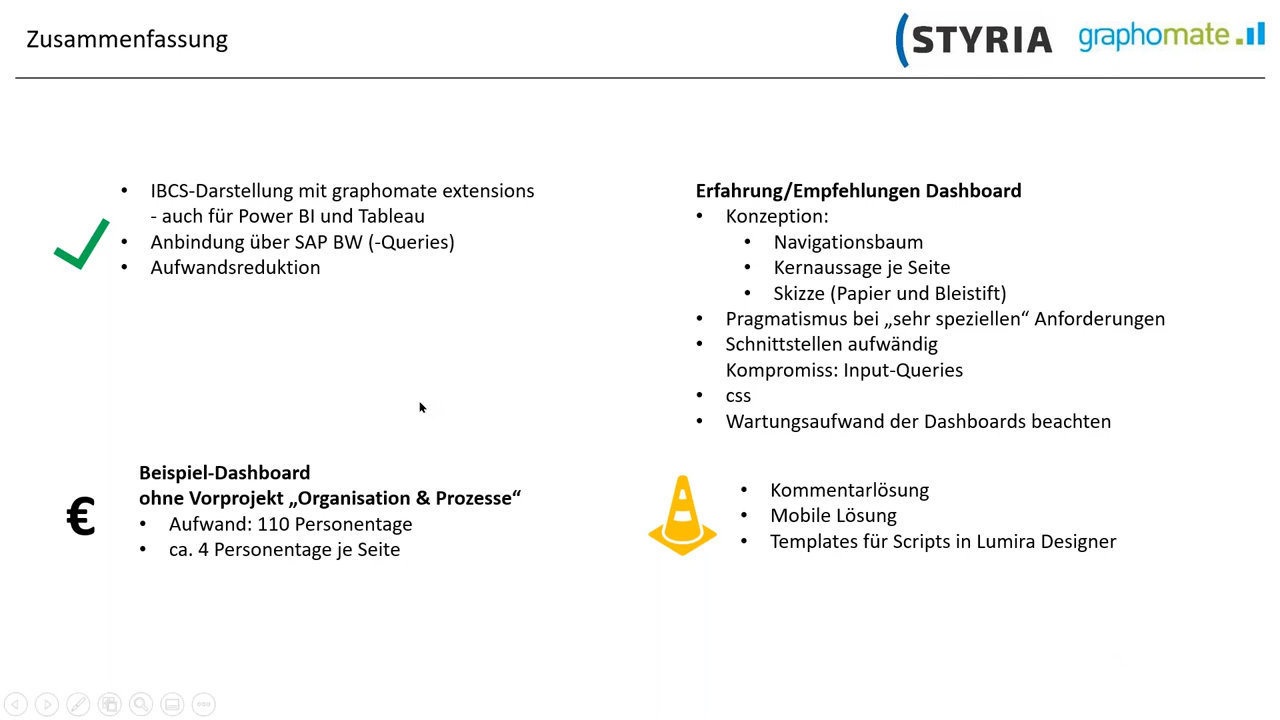 Zusammenfassung
STYRIA
graphomate
• IBCS-Darstellung mit graphomate extensions
- auch für Power BI und Tableau
• Anbindung über SAP BW (-Queries)
• Aufwandsreduktion
Beispiel-Dashboard
ohne Vorprojekt „Organisation & Prozesse“
€
• Aufwand: 110 Personentage
• ca. 4 Personentage je Seite
Erfahrung/Empfehlungen Dashboard
• Konzeption:
• Navigationsbaum
• Kernaussage je Seite
• Skizze (Papier und Bleistift)
• Pragmatismus bei „sehr speziellen“ Anforderungen
• Schnittstellen aufwändig
Kompromiss: Input-Queries
• css
• Wartungsaufwand der Dashboards beachten
• Kommentarlösung
• Mobile Lösung
• Templates für Scripts in Lumira Designer